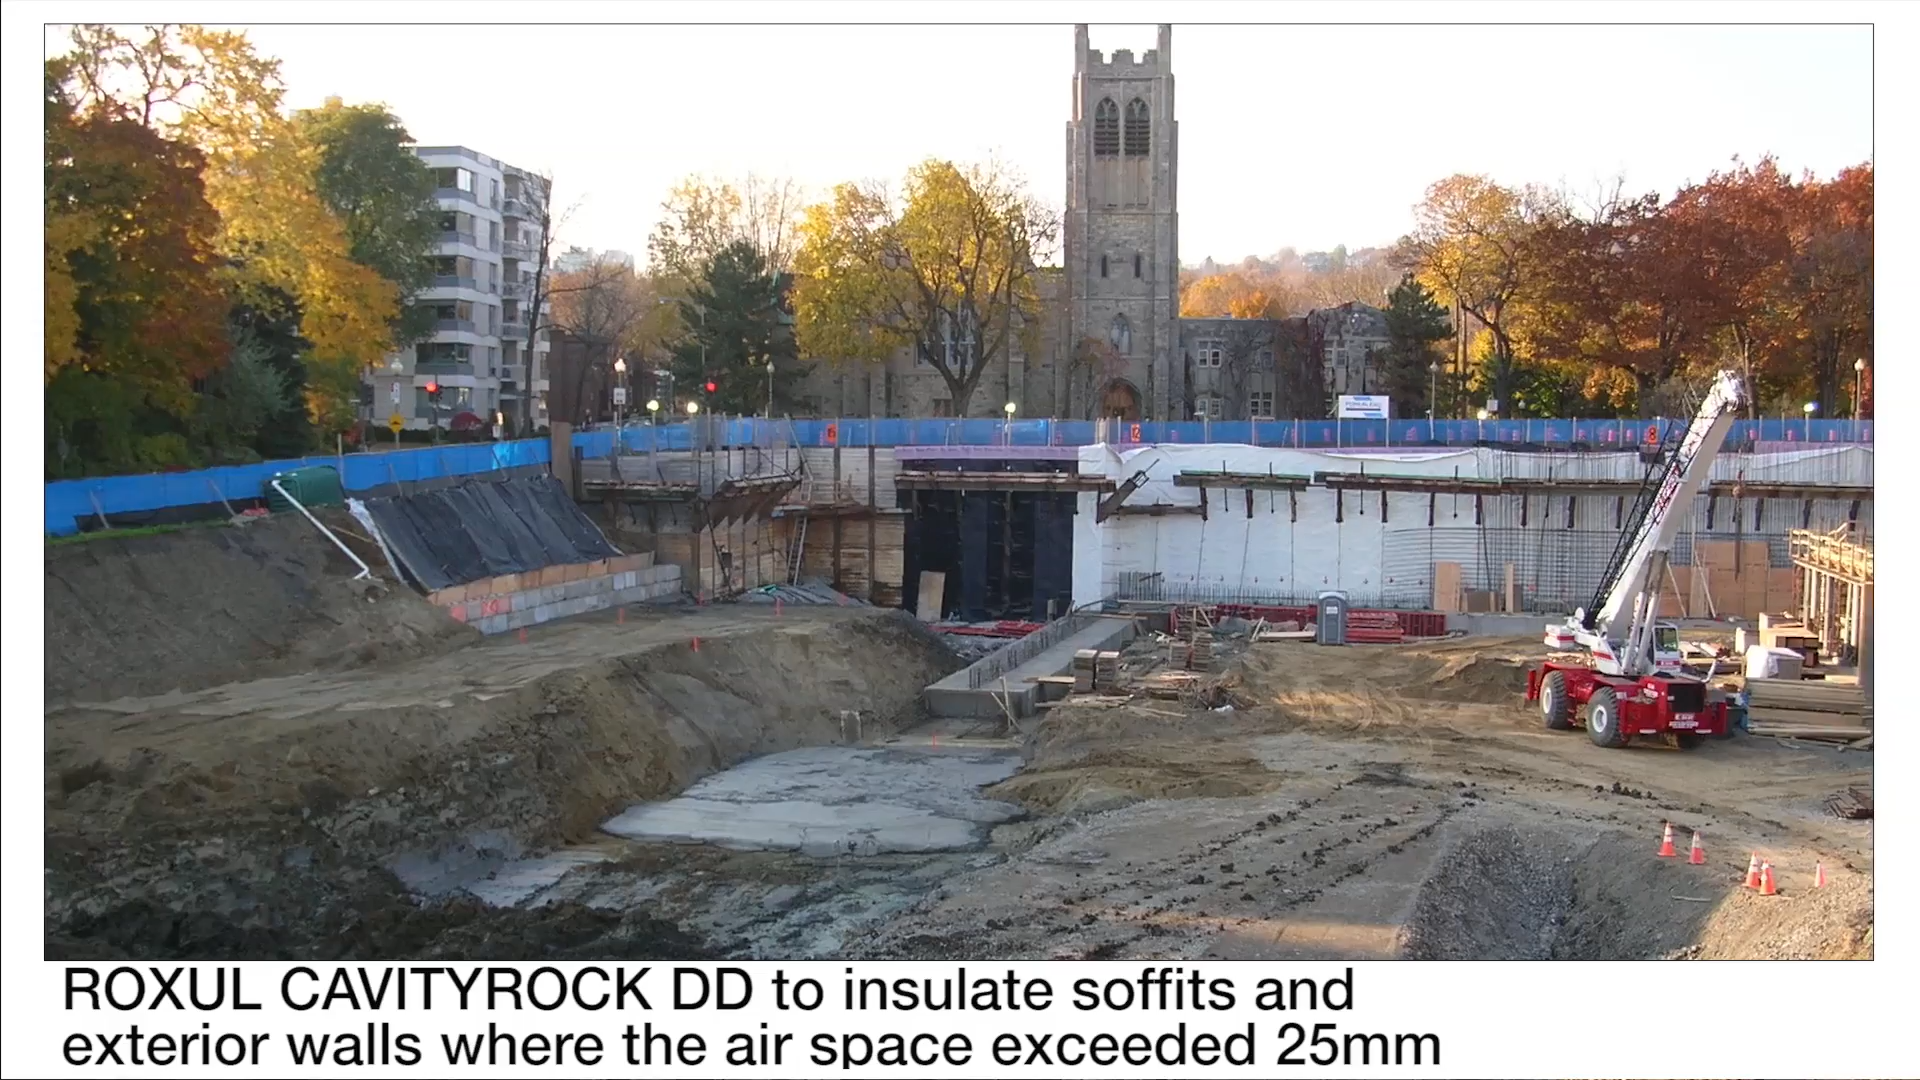 ROXUL CAVITYROCK DD to insulate soffits and
exterior walls where the air space exceeded 25mm